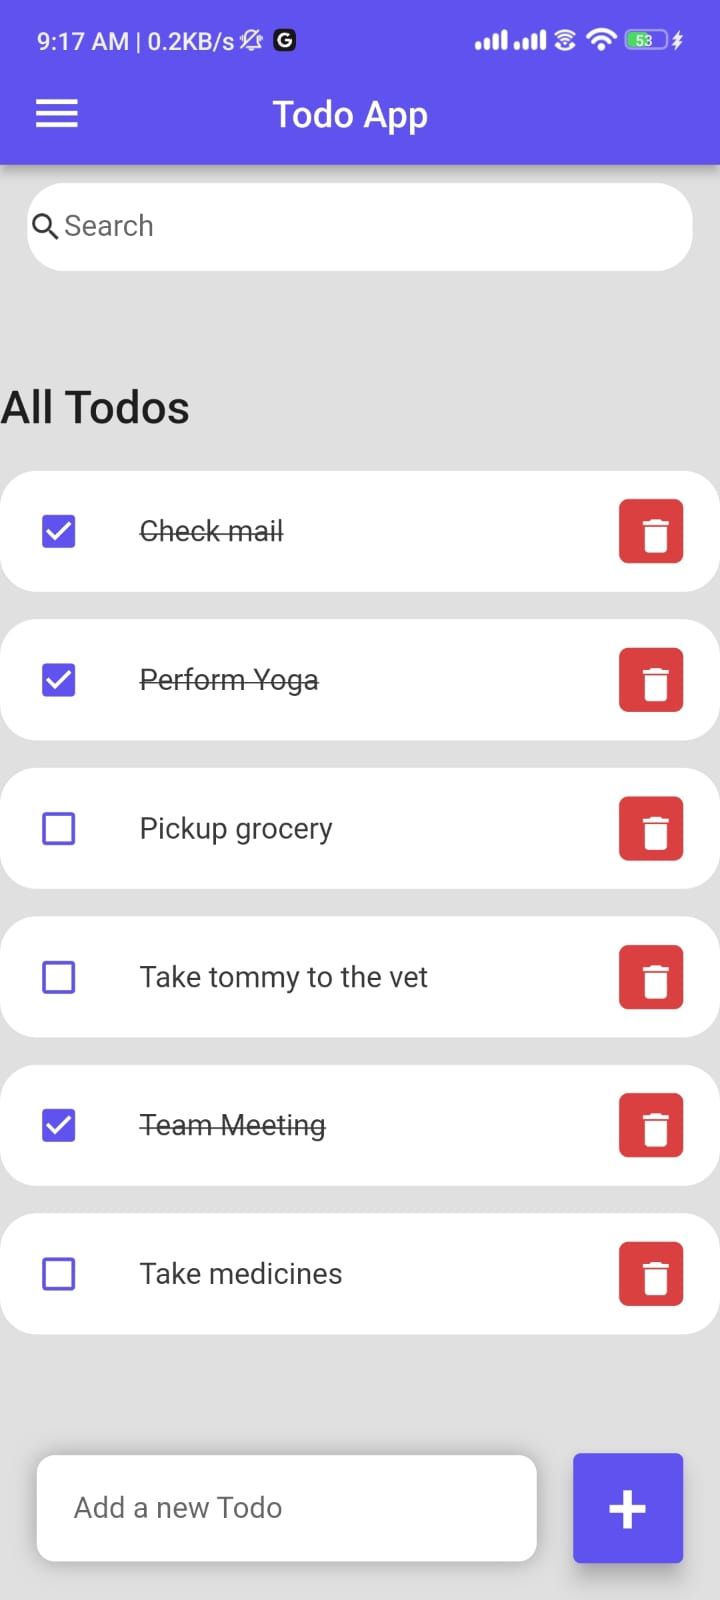 9:17 AM | 0.2KB/s G 53
Todo App
Search
All Todos
Check mail
Perform Yoga
Pickup grocery
Take tommy to the vet
Team Meeting
Take medicines
Add a new Todo